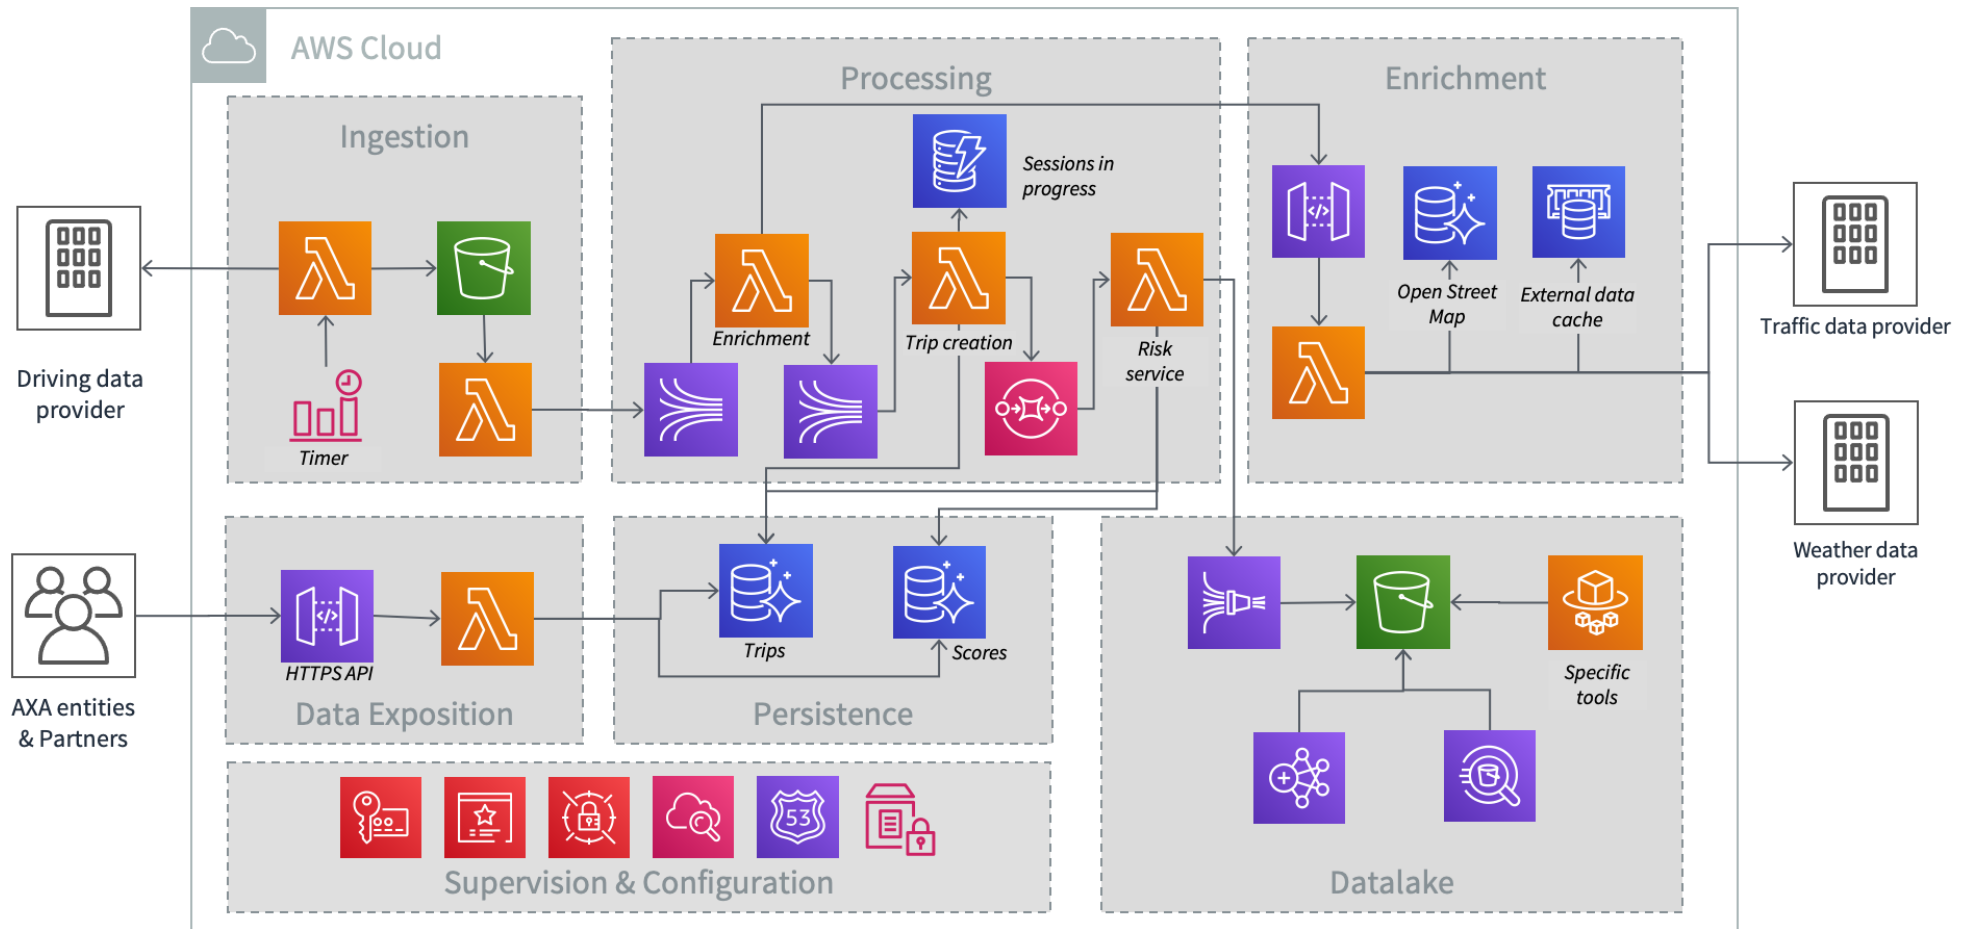 AWS Cloud
Processing
Enrichment
Ingestion
Sessions in
progress
Enrichment
Trip creation
Risk
service
Open Street
Map
External data
cache
Traffic data provider
Driving data
provider
Timer
Weather data
provider
HTTPS API
Data Exposition
Trips
Scores
Persistence
Specific
tools
AXA entities
& Partners
53
Supervision & Configuration
Datalake